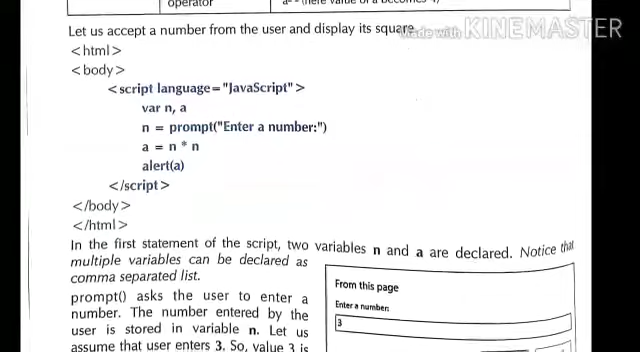 operator
Let us accept a number from the user and display its square.
Made with KINEMASTER
<html>
<body>
<script language="JavaScript">
var n, a
n = prompt("Enter a number:")
a = n * n
alert(a)
</script>
</body>
</html>
In the first statement of the script, two variables n and a are declared. Notice that
multiple variables can be declared as
comma separated list.
prompt() asks the user to enter a
number. The number entered by the
user is stored in variable n. Let us
assume that user enters 3. So, value 3 is
From this page
Enter a number:
3